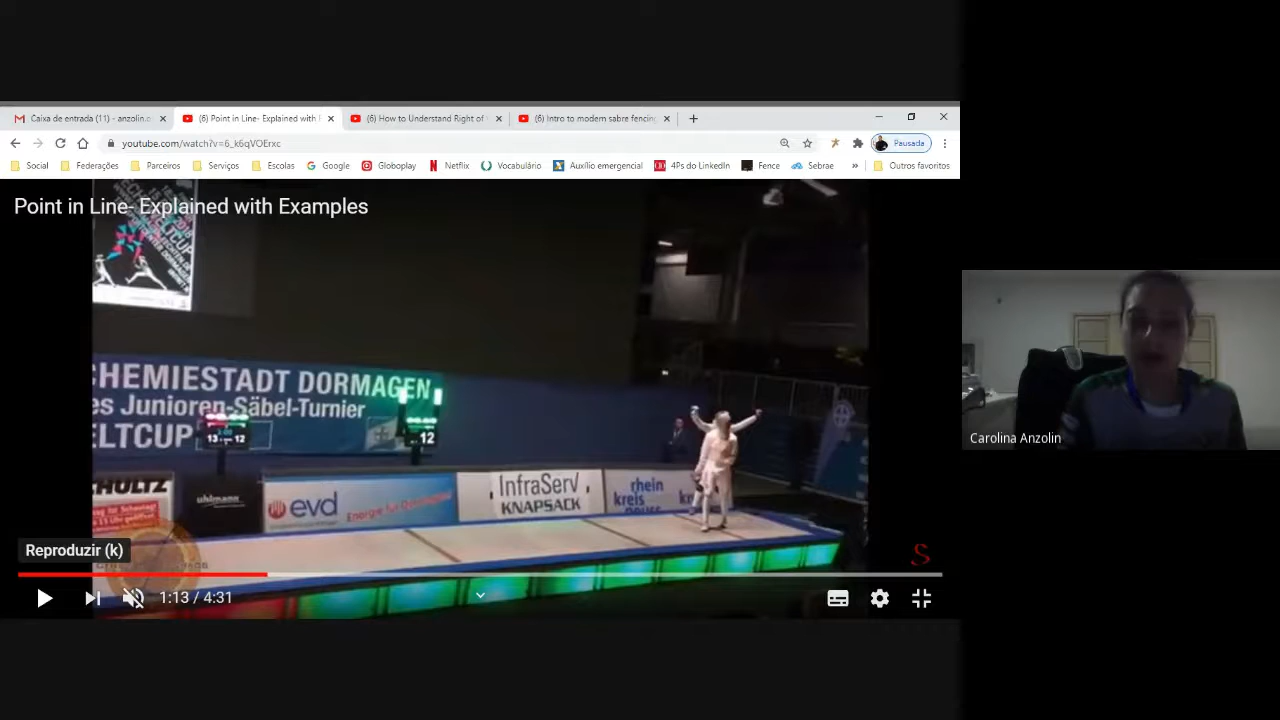 Caixa de entrada (11) - anzolin.o
(6) Point in Line- Explained with
(6) How to Understand Right of
(6) Intro to modern sabre fencing
youtube.com/watch?v=6_k6qVOErxc
Pausada
Social
Federações
Parceiros
Serviços
Escolas
Google
Globoplay
Netflix
Vocabulário
Auxílio emergencial
4Ps do LinkedIn
Fence
Sebrae
»
Outros favoritos
Point in Line- Explained with Examples
CHEMIESTADT DORMAGEN
es Junioren-Säbel-Turnier
ELTCUP
13 12
12
HULTZ
uhlmann
evd
Energie für Dormagen
InfraServ
KNAPSACK
rhein
kreis
neuss
Carolina Anzolin
Reproduzir (k)
S
1:13 / 4:31